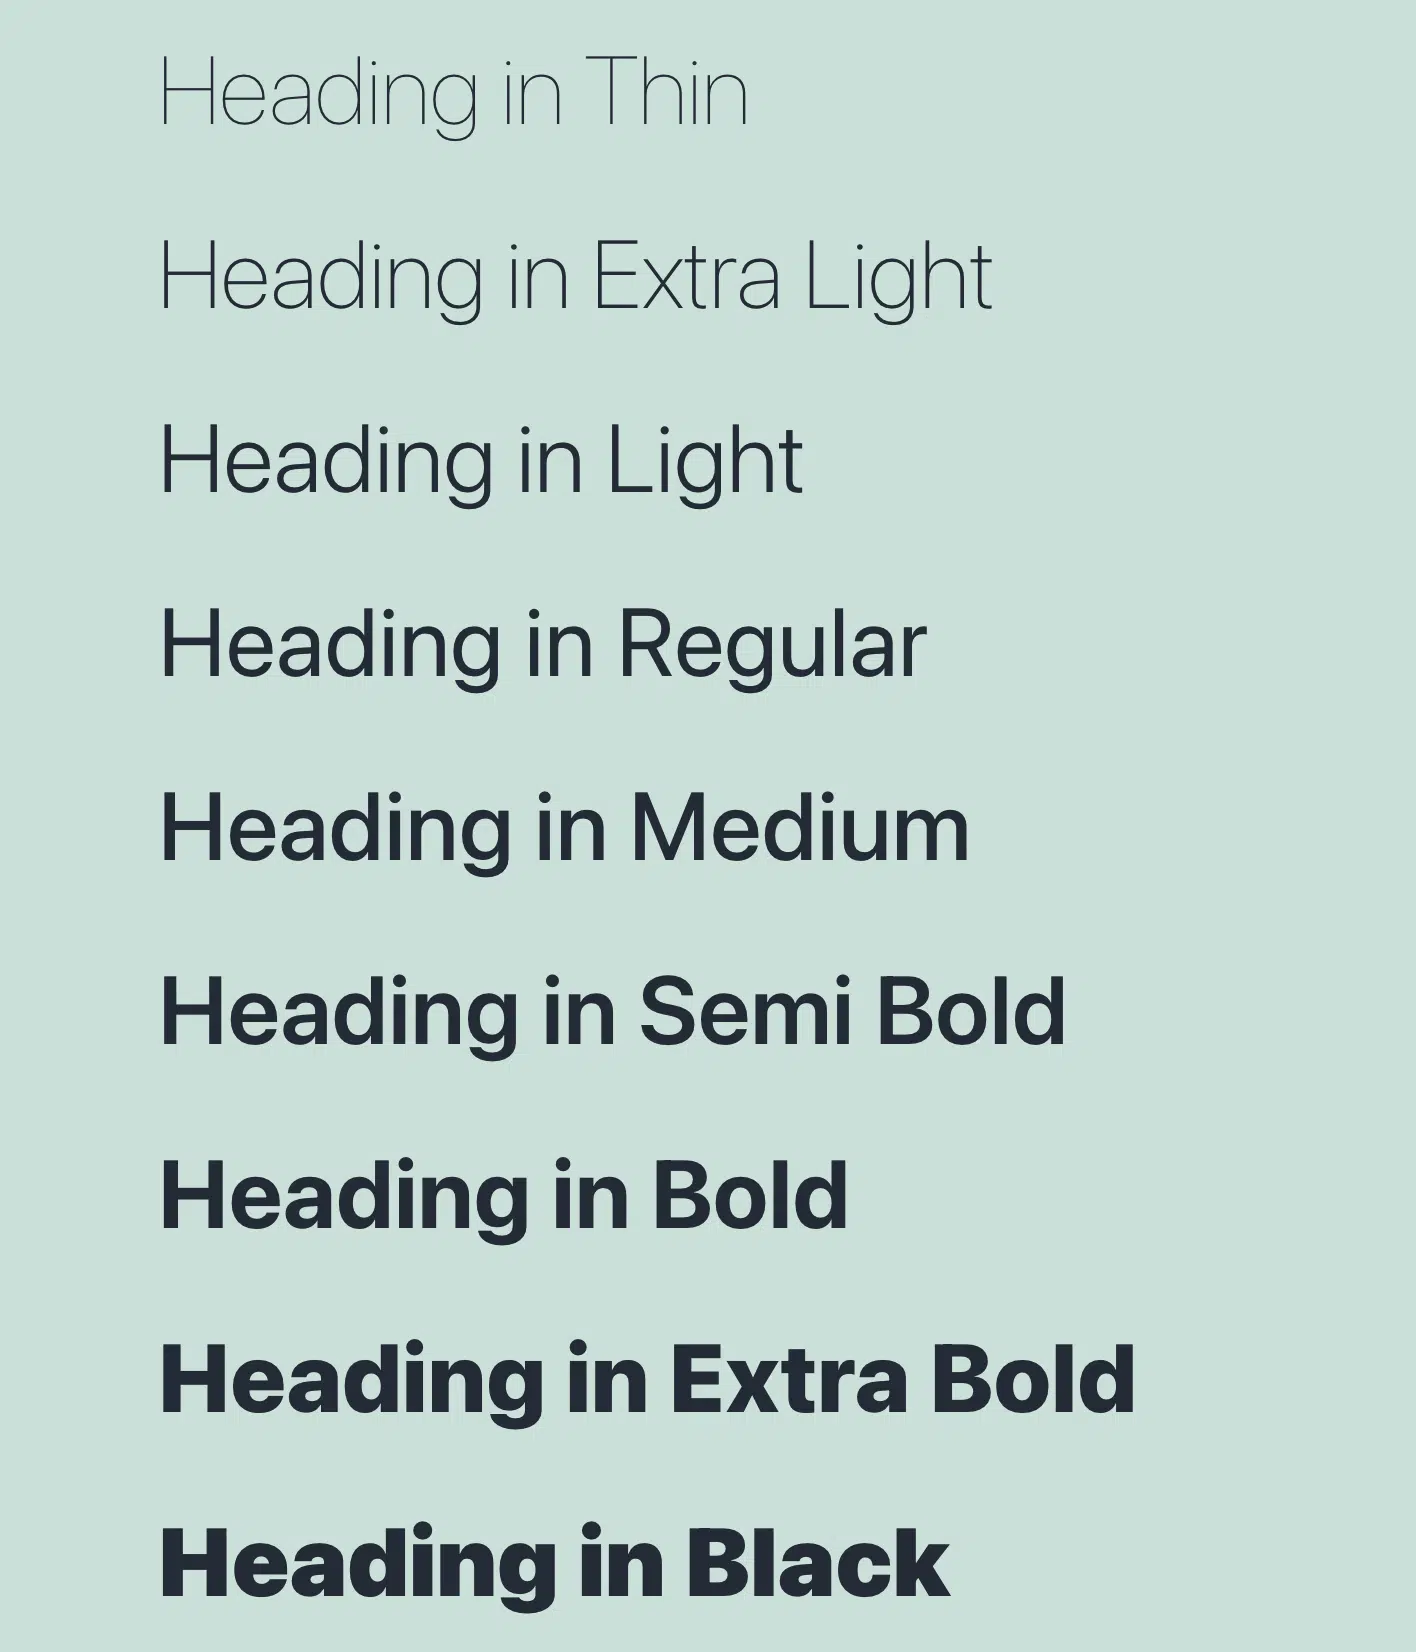 Heading in Thin
Heading in Extra Light
Heading in Light
Heading in Regular
Heading in Medium
Heading in Semi Bold
Heading in Bold
Heading in Extra Bold
Heading in Black